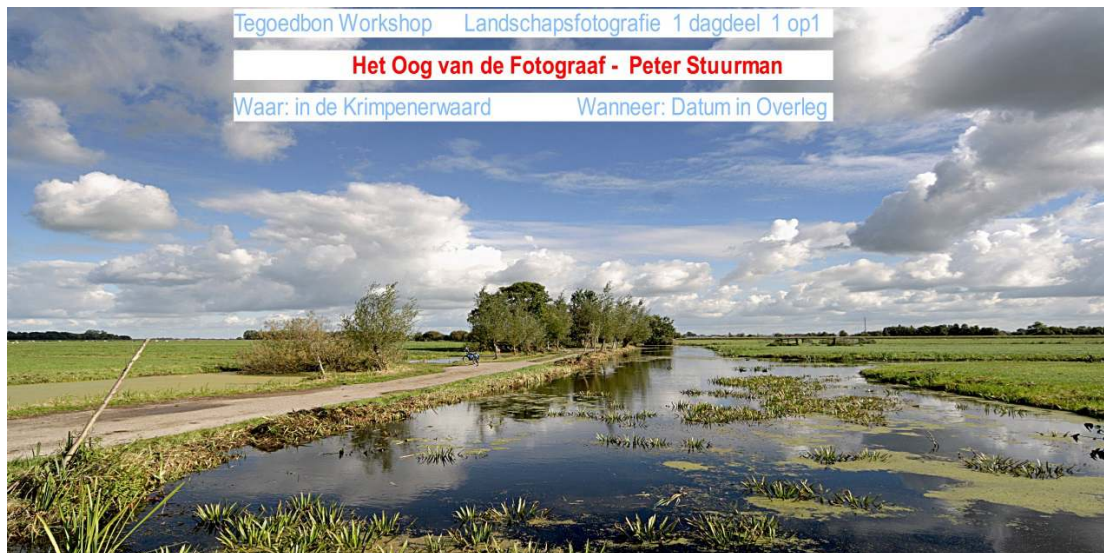 Tegoedbon Workshop Landschapsfotografie 1 dagdeel 1 op1
Het Oog van de Fotograaf - Peter Stuurman
Waar: in de Krimpenerwaard Wanneer: Datum in Overleg